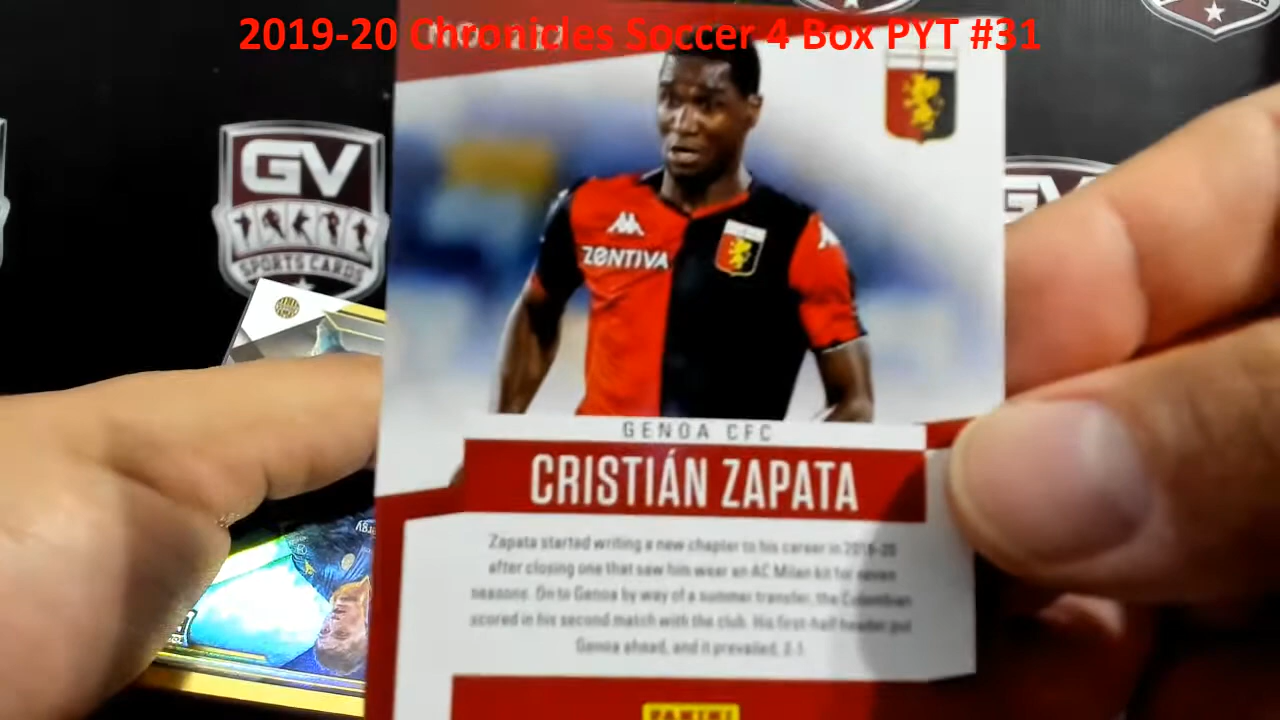 2019-20 Chronicles Soccer 4 Box PYT #31
GV
SPORTS CARDS
GV
ZENTIVA
GENOA CFC
CRISTIÁN ZAPATA
Zapata started writing a new chapter to his career in 2019-20
after closing one that saw him wear an AC Milan kit for seven
seasons. On to Genoa by way of a summer transfer, the Colombian
scored in his second match with the club. His first-half header put
Genoa ahead, and it prevailed, 2-1.
PANINI